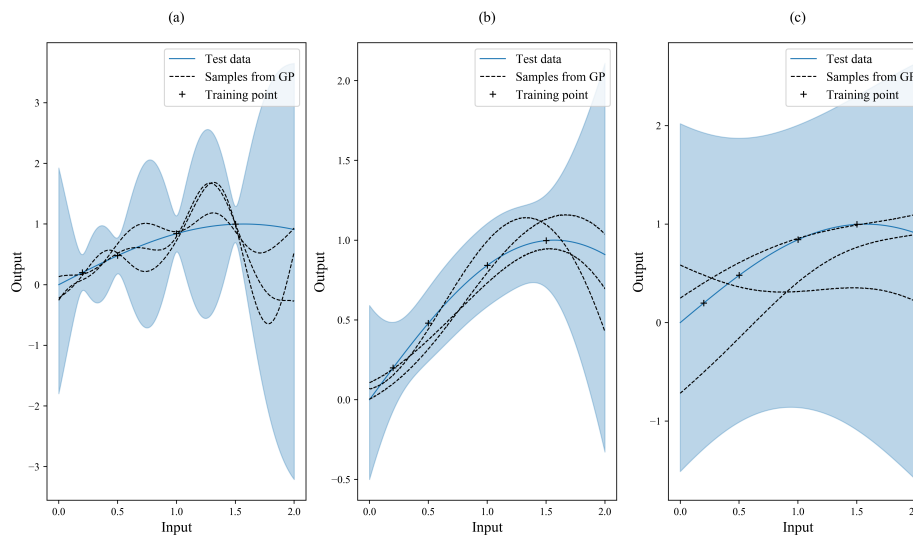 (a)
(b)
(c)
Test data
Samples from GP
Training point
Test data
Samples from GP
Training point
Test data
Samples from GP
Training point
Output
3
2
1
0
−1
−2
−3
0.0 0.5 1.0 1.5 2.0
Input
Output
2.0
1.5
1.0
0.5
0.0
−0.5
0.0 0.5 1.0 1.5 2.0
Input
Output
2
1
0
−1
0.0 0.5 1.0 1.5 2.0
Input